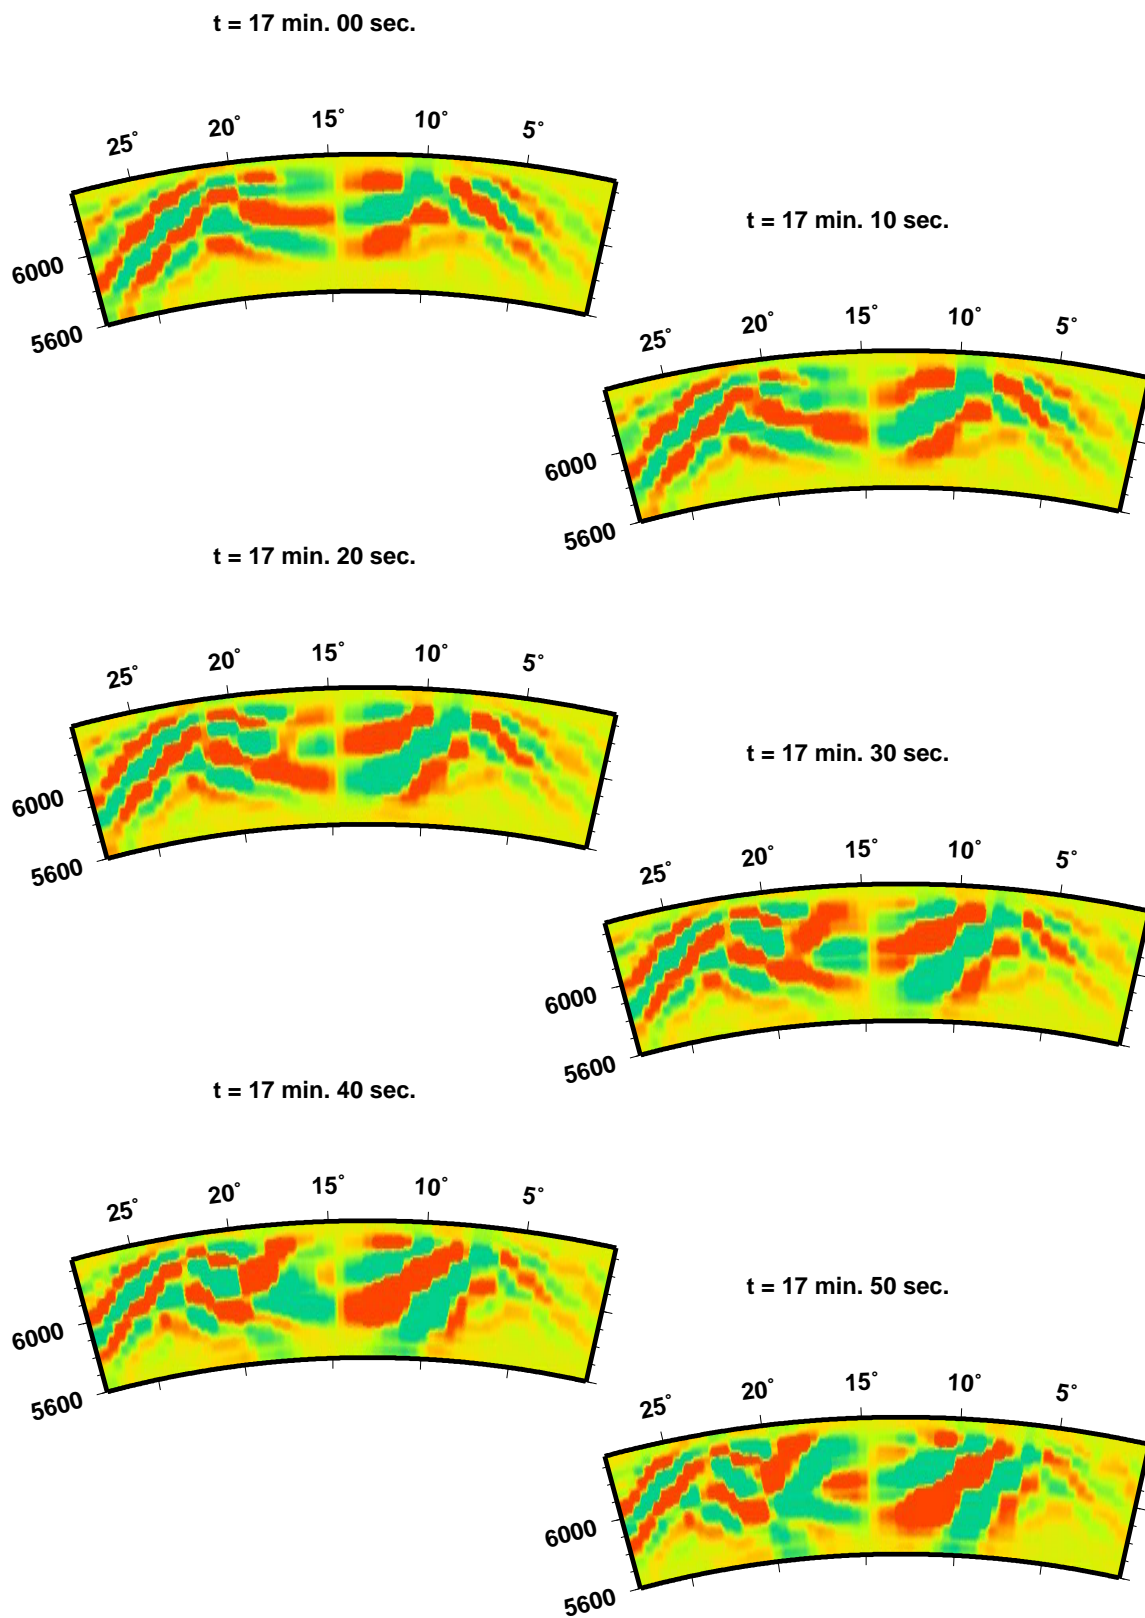 t = 17 min. 00 sec.
25° 20° 15° 10° 5°
6000
5600
t = 17 min. 10 sec.
25° 20° 15° 10° 5°
6000
5600
t = 17 min. 20 sec.
25° 20° 15° 10° 5°
6000
5600
t = 17 min. 30 sec.
25° 20° 15° 10° 5°
6000
5600
t = 17 min. 40 sec.
25° 20° 15° 10° 5°
6000
5600
t = 17 min. 50 sec.
25° 20° 15° 10° 5°
6000
5600